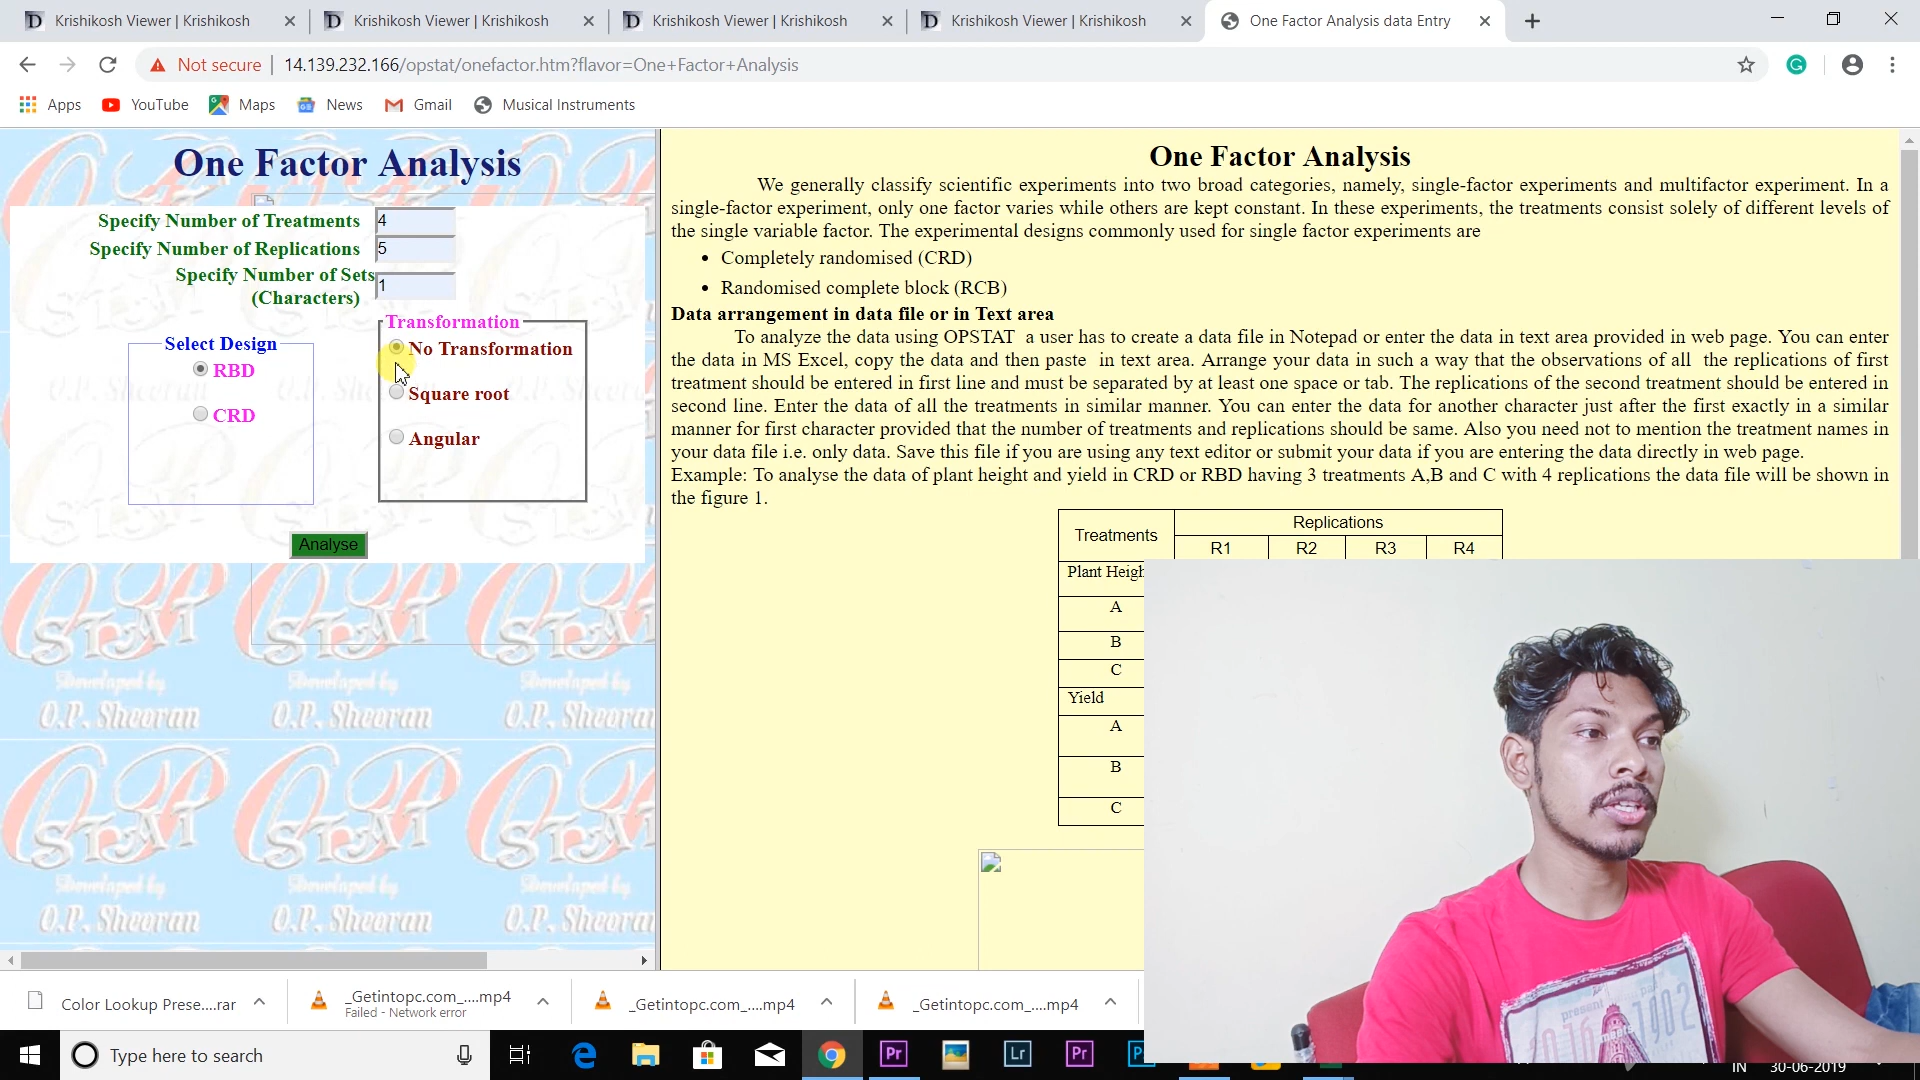 Krishikosh Viewer | Krishikosh
Krishikosh Viewer | Krishikosh
Krishikosh Viewer | Krishikosh
Krishikosh Viewer | Krishikosh
One Factor Analysis data Entry
Not secure
14.139.232.166/opstat/onefactor.htm?flavor=One+Factor+Analysis
Apps
YouTube
Maps
News
Gmail
Musical Instruments
One Factor Analysis
Specify Number of Treatments 4
Specify Number of Replications 5
Specify Number of Sets
(Characters) 1
Select Design
RBD
CRD
Transformation
No Transformation
Square root
Angular
Analyse
One Factor Analysis
We generally classify scientific experiments into two broad categories, namely, single-factor experiments and multifactor experiment. In a
single-factor experiment, only one factor varies while others are kept constant. In these experiments, the treatments consist solely of different levels of
the single variable factor. The experimental designs commonly used for single factor experiments are
• Completely randomised (CRD)
• Randomised complete block (RCB)
Data arrangement in data file or in Text area
To analyze the data using OPSTAT a user has to create a data file in Notepad or enter the data in text area provided in web page. You can enter
the data in MS Excel, copy the data and then paste in text area. Arrange your data in such a way that the observations of all the replications of first
treatment should be entered in first line and must be separated by at least one space or tab. The replications of the second treatment should be entered in
second line. Enter the data of all the treatments in similar manner. You can enter the data for another character just after the first exactly in a similar
manner for first character provided that the number of treatments and replications should be same. Also you need not to mention the treatment names in
your data file i.e. only data. Save this file if you are using any text editor or submit your data if you are entering the data directly in web page.
Example: To analyse the data of plant height and yield in CRD or RBD having 3 treatments A,B and C with 4 replications the data file will be shown in
the figure 1.
Treatments
Replications
R1 R2 R3 R4
Plant Heigh
A
B
C
Yield
A
B
C
OP
STAT
Developed by
O.P. Sheoran
Color Lookup Prese....rar
_Getintopc.com_....mp4
Failed - Network error
_Getintopc.com_....mp4
_Getintopc.com_....mp4
Type here to search
Pr
Lr
Pr
IN
30-06-2019
present
1902